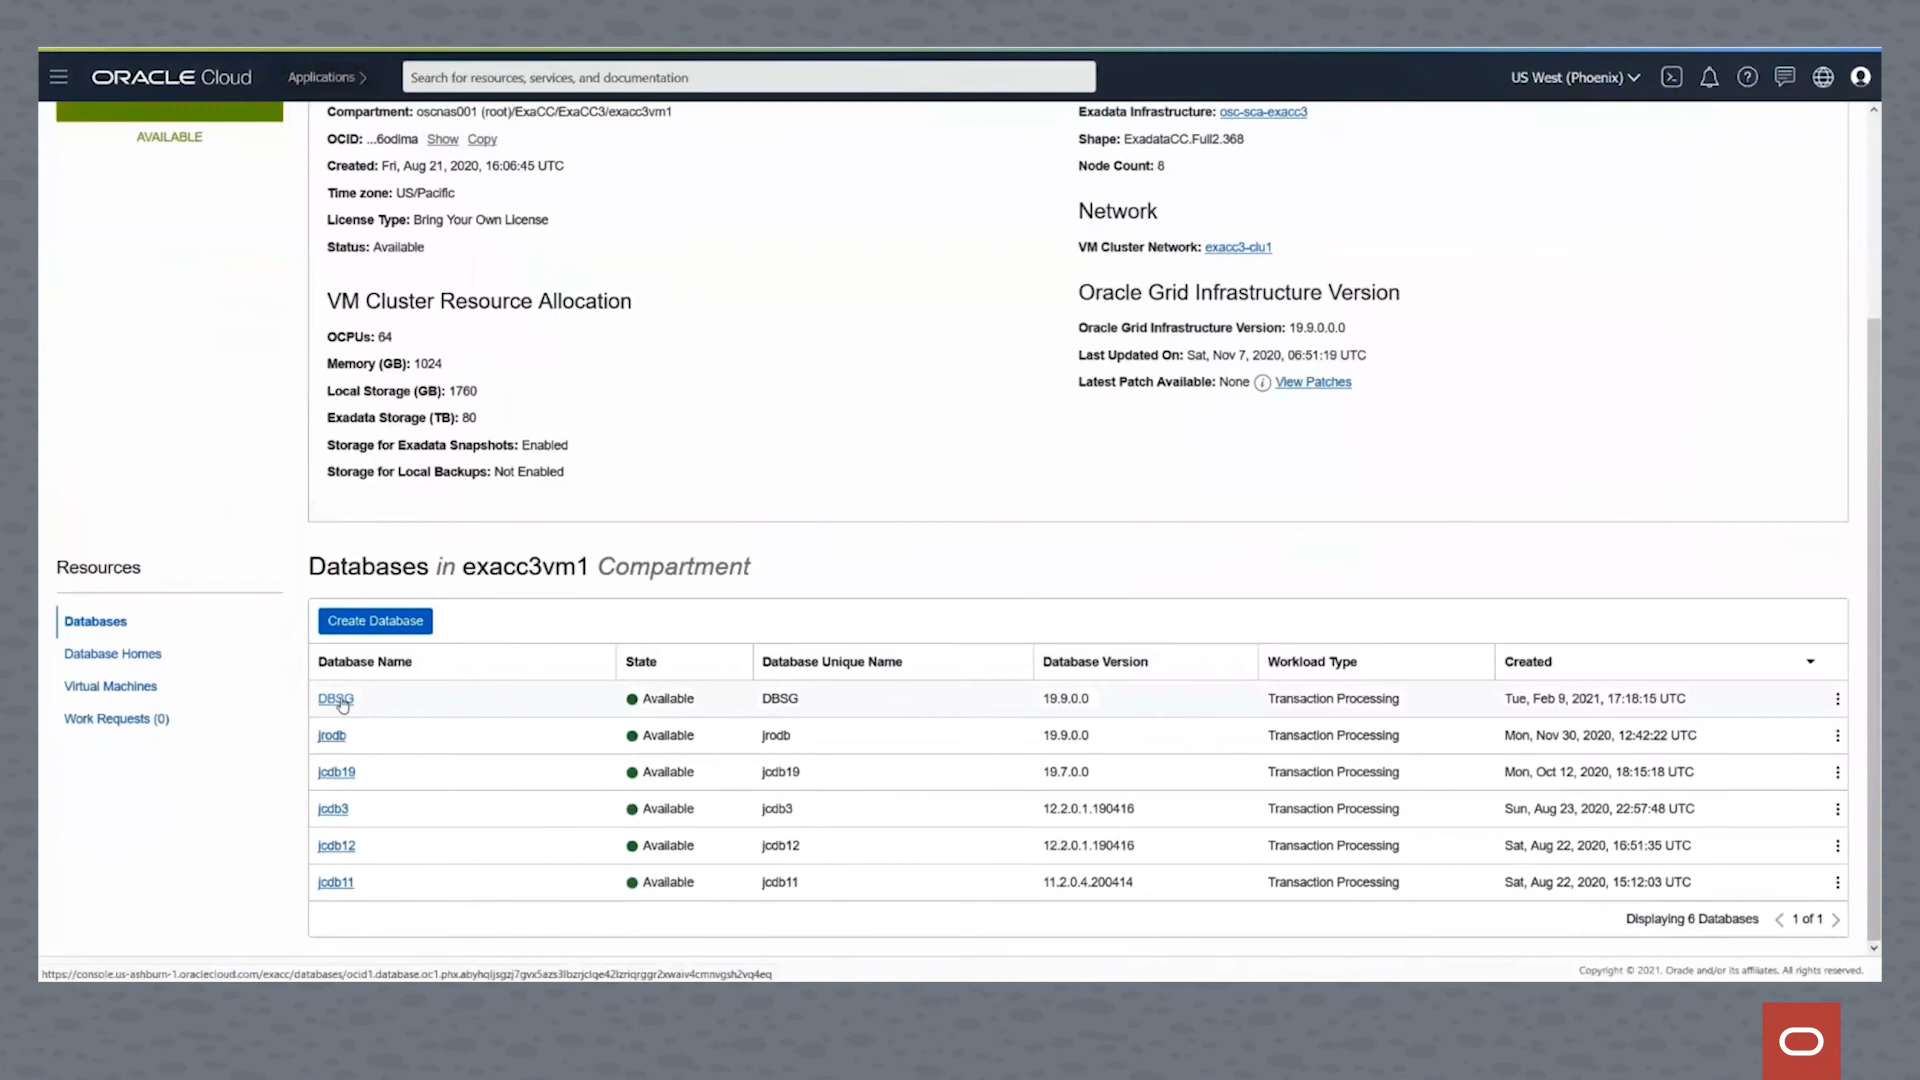 ORACLE Cloud
Applications
Search for resources, services, and documentation
US West (Phoenix)
AVAILABLE
Compartment: oscnas001 (root)/ExaCC/ExaCC3/exacc3vm1
OCID: ...6odima Show Copy
Created: Fri, Aug 21, 2020, 16:06:45 UTC
Time zone: US/Pacific
License Type: Bring Your Own License
Status: Available
Exadata Infrastructure: osc-sca-exacc3
Shape: ExadataCC.Full2.368
Node Count: 8
Network
VM Cluster Network: exacc3-clu1
VM Cluster Resource Allocation
OCPUs: 64
Memory (GB): 1024
Local Storage (GB): 1760
Exadata Storage (TB): 80
Storage for Exadata Snapshots: Enabled
Storage for Local Backups: Not Enabled
Oracle Grid Infrastructure Version
Oracle Grid Infrastructure Version: 19.9.0.0.0
Last Updated On: Sat, Nov 7, 2020, 06:51:19 UTC
Latest Patch Available: None i View Patches
Resources
Databases
Database Homes
Virtual Machines
Work Requests (0)
Databases in exacc3vm1 Compartment
Create Database
Database Name State Database Unique Name Database Version Workload Type Created
DBSG Available DBSG 19.9.0.0 Transaction Processing Tue, Feb 9, 2021, 17:18:15 UTC
jrodb Available jrodb 19.9.0.0 Transaction Processing Mon, Nov 30, 2020, 12:42:22 UTC
jcdb19 Available jcdb19 19.7.0.0 Transaction Processing Mon, Oct 12, 2020, 18:15:18 UTC
jcdb3 Available jcdb3 12.2.0.1.190416 Transaction Processing Sun, Aug 23, 2020, 22:57:48 UTC
jcdb12 Available jcdb12 12.2.0.1.190416 Transaction Processing Sat, Aug 22, 2020, 16:51:35 UTC
jcdb11 Available jcdb11 11.2.0.4.200414 Transaction Processing Sat, Aug 22, 2020, 15:12:03 UTC
Displaying 6 Databases < 1 of 1 >
Copyright © 2021, Oracle and/or its affiliates. All rights reserved.